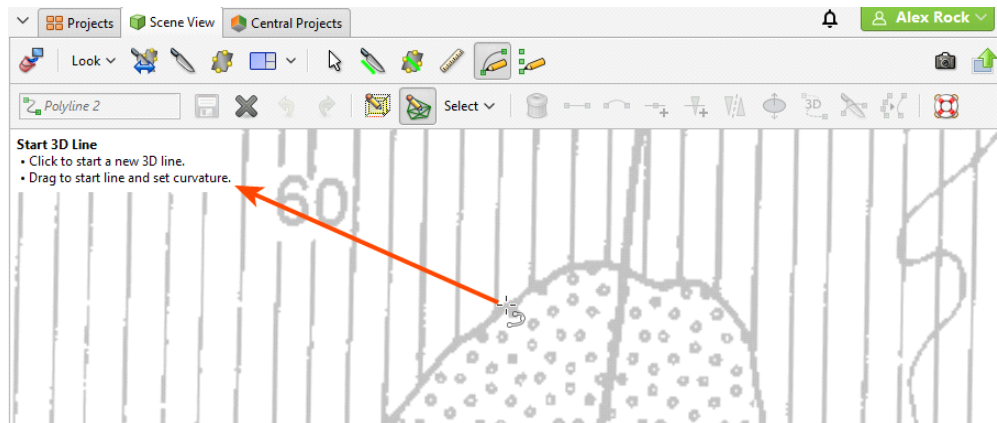 Projects Scene View Central Projects Alex Rock
Look
Polyline 2 Select 3D
Start 3D Line
• Click to start a new 3D line.
• Drag to start line and set curvature.
60